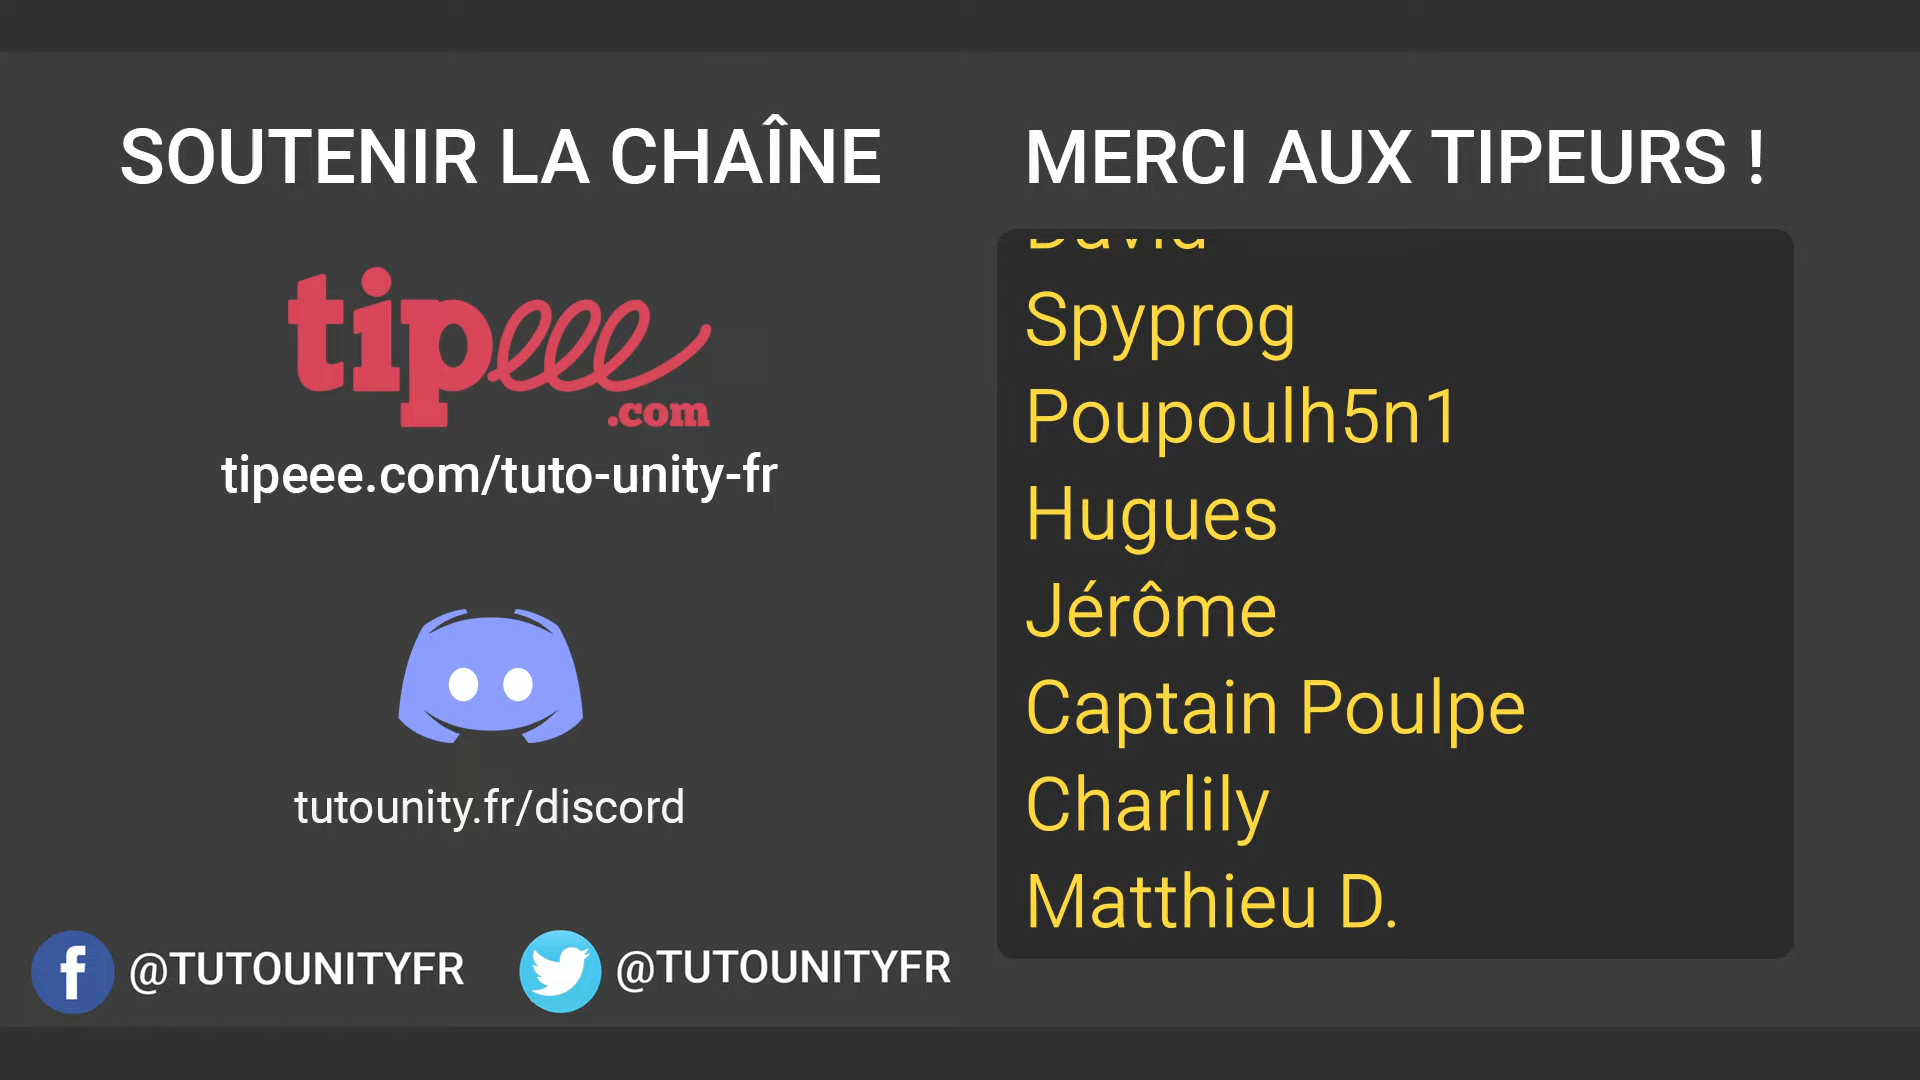 SOUTENIR LA CHAÎNE
tipeee
.com
tipeee.com/tuto-unity-fr
tutounity.fr/discord
@TUTOUNITYFR
@TUTOUNITYFR
MERCI AUX TIPEURS !
David
Spyprog
Poupoulh5n1
Hugues
Jérôme
Captain Poulpe
Charlily
Matthieu D.